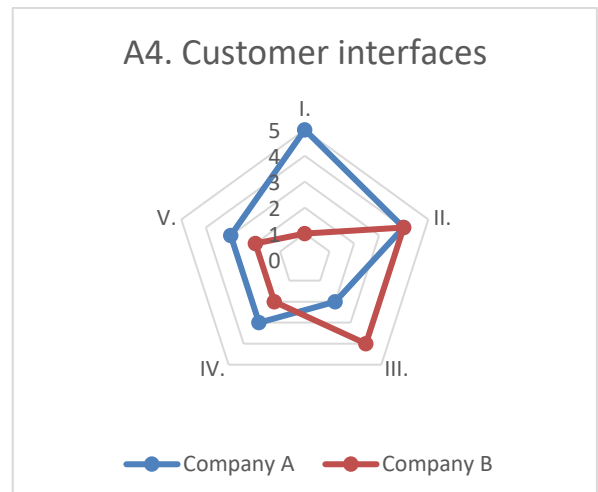 A4. Customer interfaces
I.
5
4
3
2
1
0
II.
III.
IV.
V.
Company A
Company B